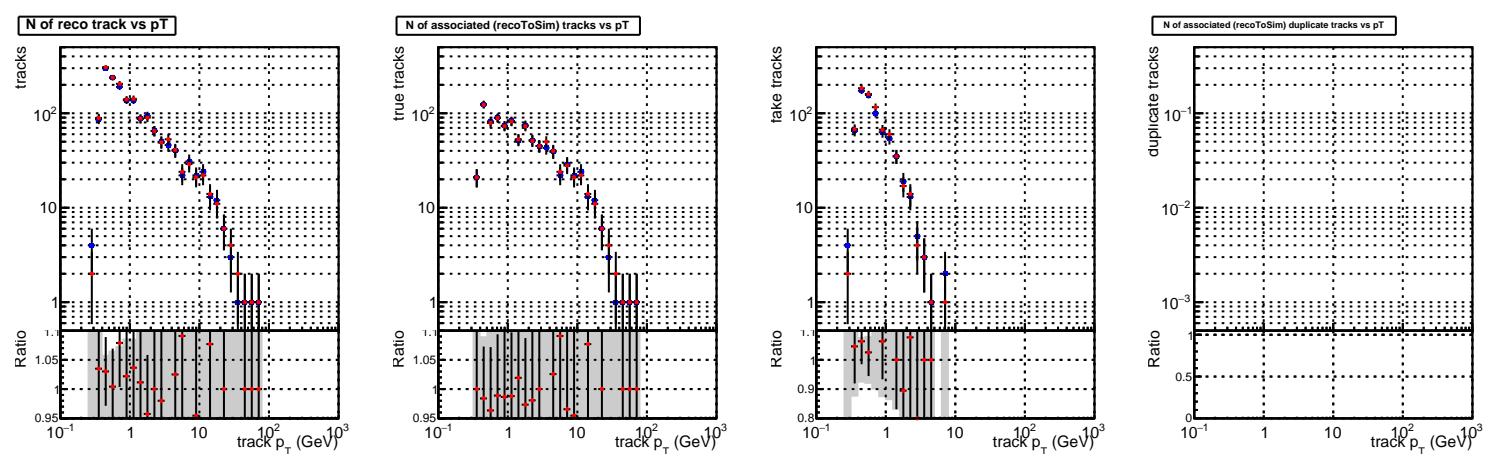 N of reco track vs pT
tracks
10²
10
1
Ratio
1.1
1.05
1
0.95
10⁻¹ 1 10 10² 10³
track p_T (GeV)
N of associated (recoToSim) tracks vs pT
true tracks
10²
10
1
Ratio
1.1
1.05
1
0.95
10⁻¹ 1 10 10² 10³
track p_T (GeV)
fake tracks
10²
10
1
Ratio
1.1
1
0.9
0.8
10⁻¹ 1 10 10² 10³
track p_T (GeV)
N of associated (recoToSim) duplicate tracks vs pT
duplicate tracks
10⁻¹
10⁻²
10⁻³
Ratio
1
0.5
0
10⁻¹ 1 10 10² 10³
track p_T (GeV)